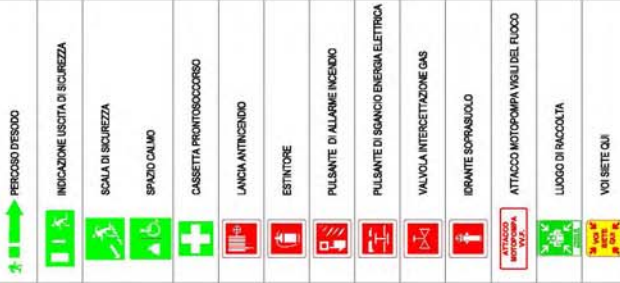 PERCOSO D'ESODO
INDICAZIONE USCITA DI SICUREZZA
SCALA DI SICUREZZA
SPAZIO CALMO
CASSETTA PRONTOSOCCORSO
LANCIA ANTINCENDIO
ESTINTORE
PULSANTE DI ALLARME INCENDIO
PULSANTE DI SGANCIO ENERGIA ELETTRICA
VALVOLA INTERCETTAZIONE GAS
IDRANTE SOPRASUOLO
ATTACCO
MOTOPOMPA
VV.F.
ATTACCO MOTOPOMPA VIGILI DEL FUOCO
LUOGO DI RACCOLTA
VOI
SIETE
QUI
VOI SIETE QUI